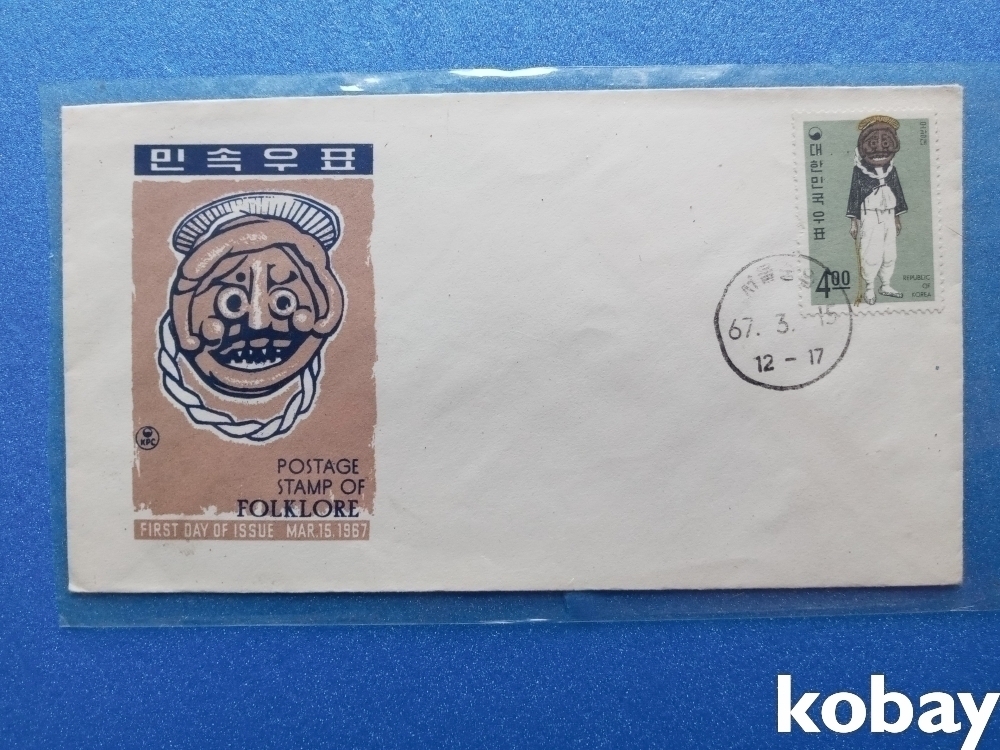 민속우표
KPC
POSTAGE
STAMP OF
FOLKLORE
FIRST DAY OF ISSUE MAR.15.1967
대한민국우표
4.00
REPUBLIC
OF
KOREA
67. 3. 15
12 - 17
kobay